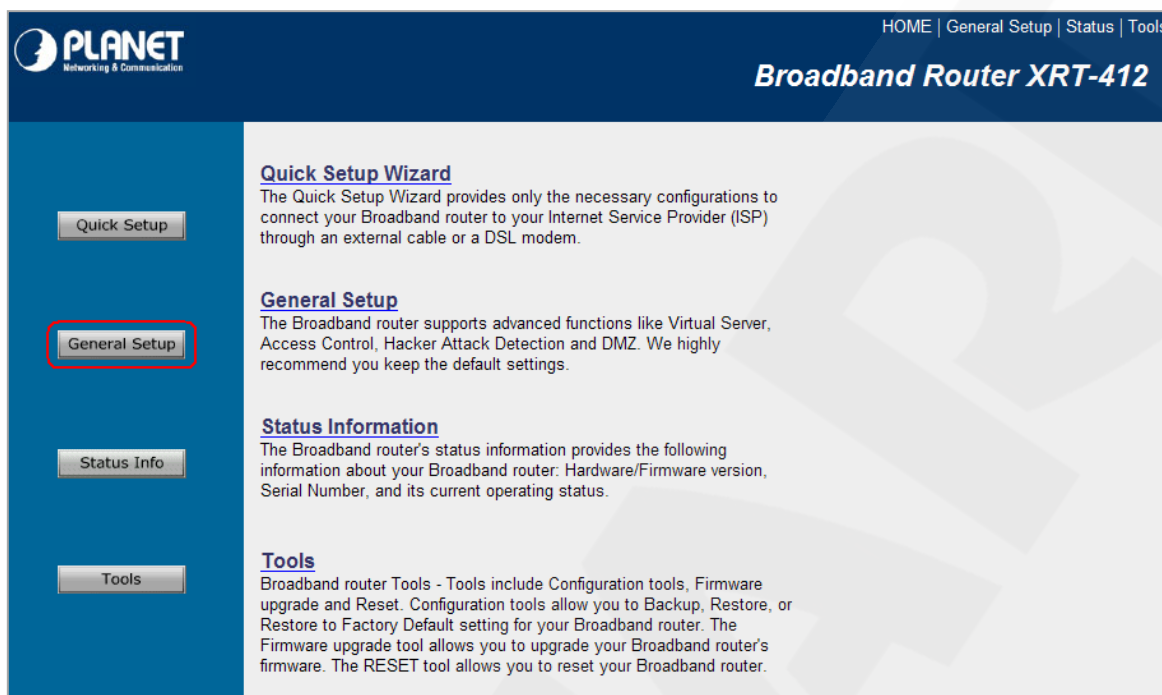 PLANET
Networking & Communication
HOME | General Setup | Status | Tools
Broadband Router XRT-412
Quick Setup
Quick Setup Wizard
The Quick Setup Wizard provides only the necessary configurations to
connect your Broadband router to your Internet Service Provider (ISP)
through an external cable or a DSL modem.
General Setup
General Setup
The Broadband router supports advanced functions like Virtual Server,
Access Control, Hacker Attack Detection and DMZ. We highly
recommend you keep the default settings.
Status Info
Status Information
The Broadband router's status information provides the following
information about your Broadband router: Hardware/Firmware version,
Serial Number, and its current operating status.
Tools
Tools
Broadband router Tools - Tools include Configuration tools, Firmware
upgrade and Reset. Configuration tools allow you to Backup, Restore, or
Restore to Factory Default setting for your Broadband router. The
Firmware upgrade tool allows you to upgrade your Broadband router's
firmware. The RESET tool allows you to reset your Broadband router.